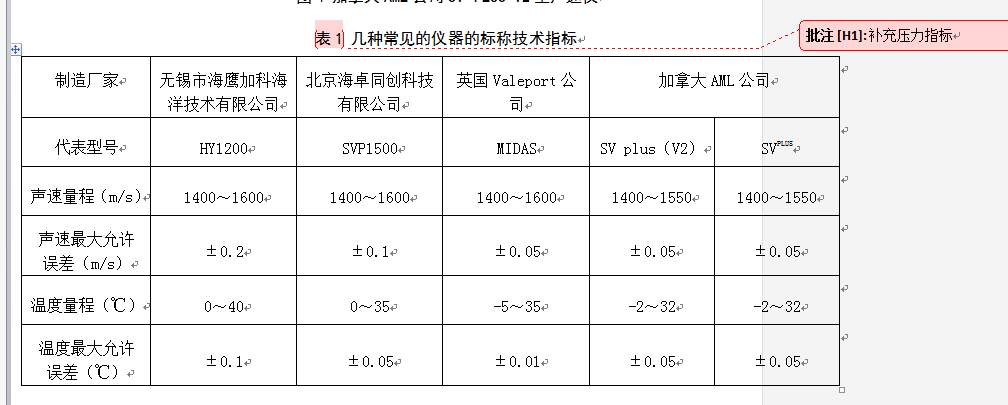 表 1 几种常见的仪器的标称技术指标
批注 [H1]:补充压力指标
制造厂家 无锡市海鹰加科海洋技术有限公司 北京海卓同创科技有限公司 英国 Valeport 公司 加拿大 AML 公司
代表型号 HY1200 SVP1500 MIDAS SV plus（V2） SVPLUS
声速量程（m/s） 1400～1600 1400～1600 1400～1600 1400～1550 1400～1550
声速最大允许误差（m/s） ±0.2 ±0.1 ±0.05 ±0.05 ±0.05
温度量程（℃） 0～40 0～35 -5～35 -2～32 -2～32
温度最大允许误差（℃） ±0.1 ±0.05 ±0.01 ±0.05 ±0.05